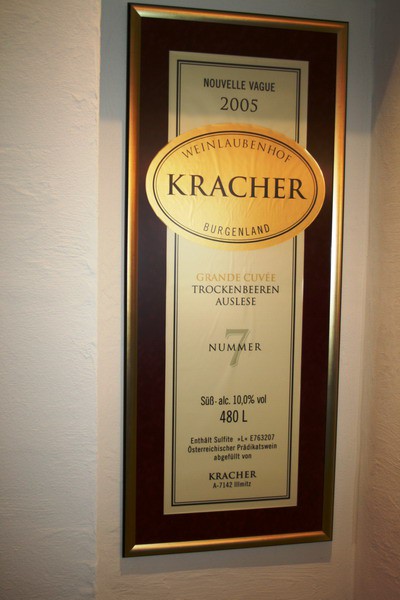 NOUVELLE VAGUE
2005
WEINLAUBENHOF
KRACHER
BURGENLAND
GRANDE CUVÉE
TROCKENBEEREN
AUSLESE
7
NUMMER
Süß- alc. 10,0% vol
480 L
Enthält Sulfite »L« E763207
Österreichischer Prädikatswein
abgefüllt von
KRACHER
A-7142 Illmitz